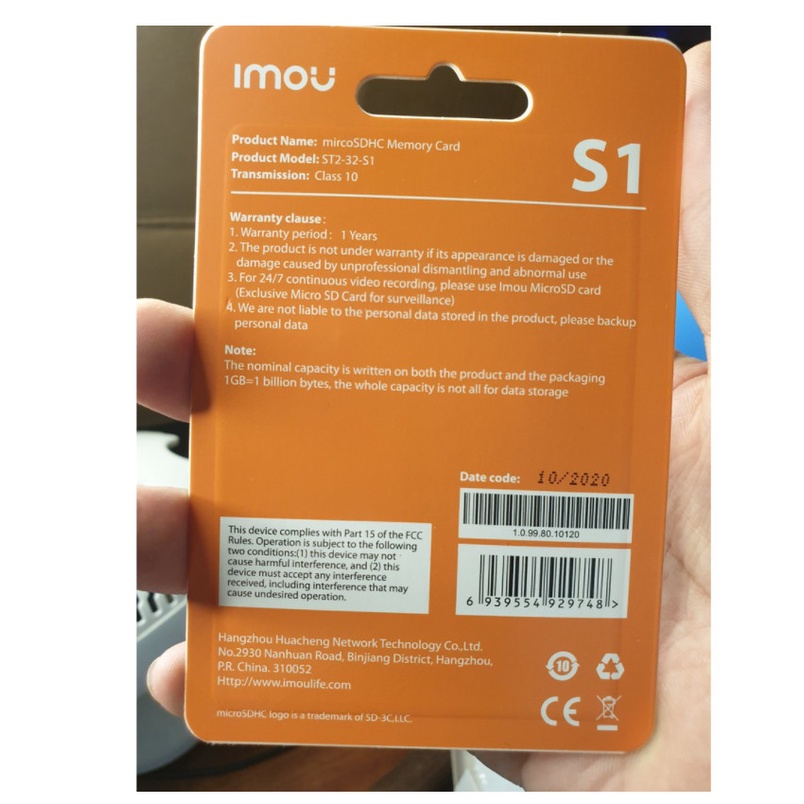 imou
Product Name: mircoSDHC Memory Card
Product Model: ST2-32-S1
Transmission: Class 10
S1
Warranty clause:
1. Warranty period: 1 Years
2. The product is not under warranty if its appearance is damaged or the
damage caused by unprofessional dismantling and abnormal use
3. For 24/7 continuous video recording, please use Imou MicroSD card
(Exclusive Micro SD Card for surveillance)
4. We are not liable to the personal data stored in the product, please backup
personal data
Note:
The nominal capacity is written on both the product and the packaging
1GB=1 billion bytes, the whole capacity is not all for data storage
Date code: 10/2020
1.0.99.80.10120
This device complies with Part 15 of the FCC
Rules. Operation is subject to the following
two conditions:(1) this device may not
cause harmful interference, and (2) this
device must accept any interference
received, including interference that may
cause undesired operation.
6 939554 929748 >
Hangzhou Huacheng Network Technology Co.,Ltd.
No.2930 Nanhuan Road, Binjiang District, Hangzhou,
P.R. China. 310052
Http://www.imoulife.com
10
CE
microSDHC logo is a trademark of SD-3C,LLC.